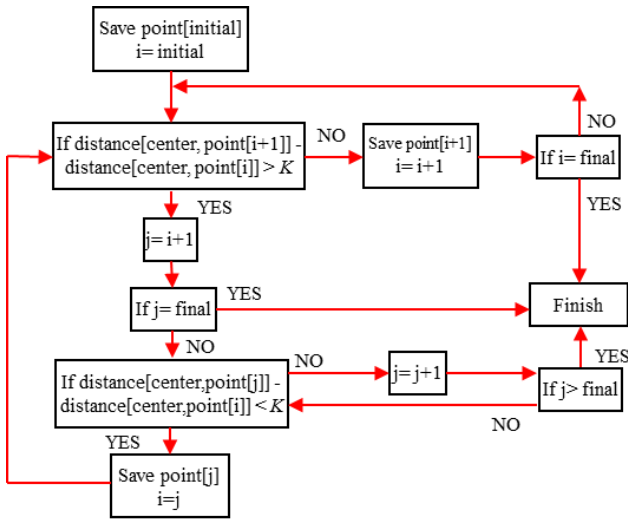 Save point[initial]
i= initial
If distance[center, point[i+1]] -
distance[center, point[i]] > K
NO
Save point[i+1]
i= i+1
If i= final
NO
YES
YES
j= i+1
If j= final
YES
Finish
NO
If distance[center,point[j]] -
distance[center,point[i]] < K
NO
j= j+1
If j> final
YES
NO
YES
Save point[j]
i=j